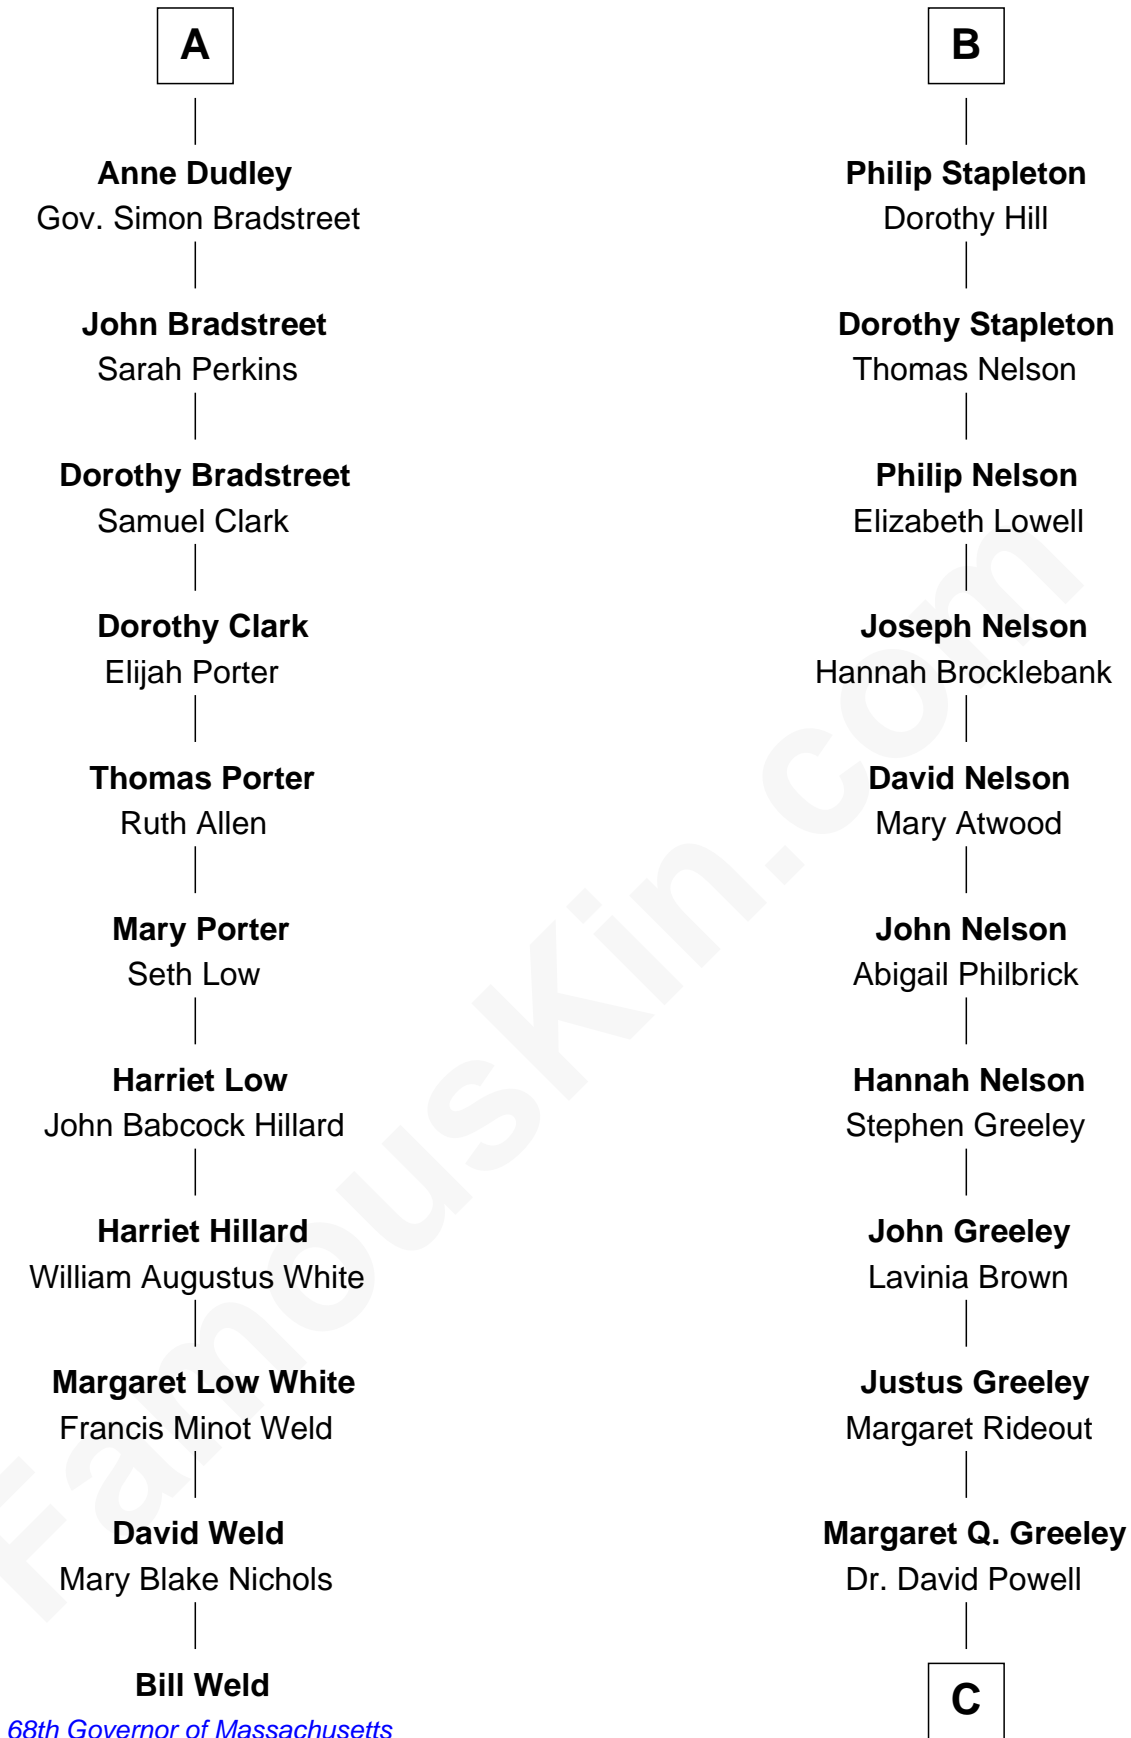 A
Anne Dudley
Gov. Simon Bradstreet
John Bradstreet
Sarah Perkins
Dorothy Bradstreet
Samuel Clark
Dorothy Clark
Elijah Porter
Thomas Porter
Ruth Allen
Mary Porter
Seth Low
Harriet Low
John Babcock Hillard
Harriet Hillard
William Augustus White
Margaret Low White
Francis Minot Weld
David Weld
Mary Blake Nichols
Bill Weld
68th Governor of Massachusetts
B
Philip Stapleton
Dorothy Hill
Dorothy Stapleton
Thomas Nelson
Philip Nelson
Elizabeth Lowell
Joseph Nelson
Hannah Brocklebank
David Nelson
Mary Atwood
John Nelson
Abigail Philbrick
Hannah Nelson
Stephen Greeley
John Greeley
Lavinia Brown
Justus Greeley
Margaret Rideout
Margaret Q. Greeley
Dr. David Powell
C
FamousKin.com